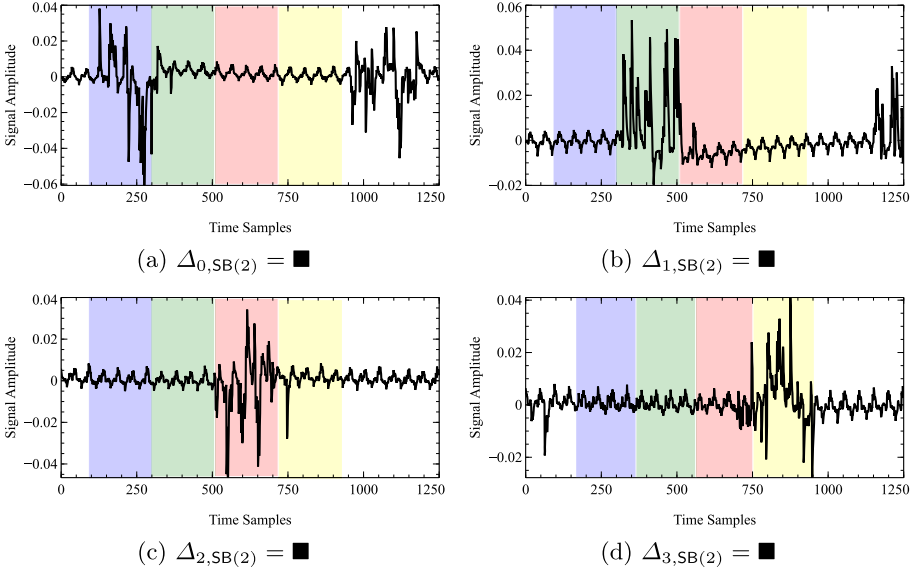 Signal Amplitude
0.04
0.02
0
−0.02
−0.04
−0.06
0 250 500 750 1000 1250
Time Samples
(a) Δ0,SB(2) = ■
Signal Amplitude
0.06
0.04
0.02
0
−0.02
0 250 500 750 1000 1250
Time Samples
(b) Δ1,SB(2) = ■
Signal Amplitude
0.04
0.02
0
−0.02
−0.04
0 250 500 750 1000 1250
Time Samples
(c) Δ2,SB(2) = ■
Signal Amplitude
0.04
0.02
0
−0.02
0 250 500 750 1000 1250
Time Samples
(d) Δ3,SB(2) = ■